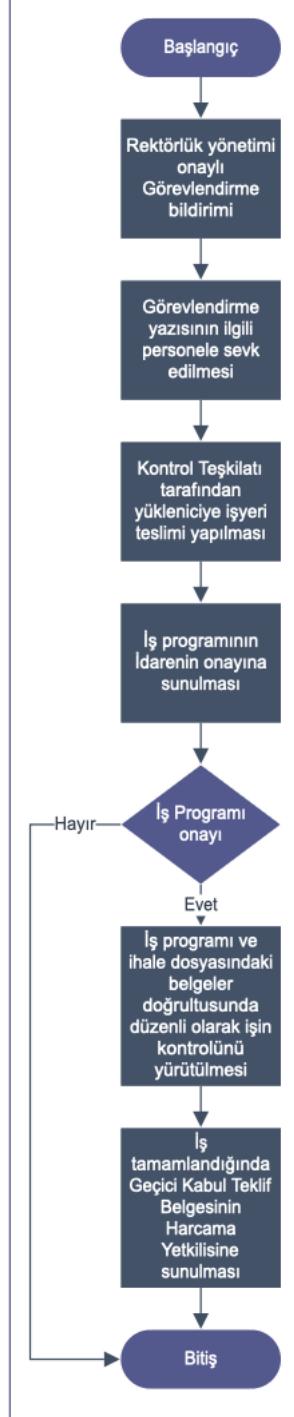 Başlangıç
Rektörlük yönetimi
onaylı
Görevlendirme
bildirimi
Görevlendirme
yazısının ilgili
personele sevk
edilmesi
Kontrol Teşkilatı
tarafından
yükleniciye işyeri
teslimi yapılması
İş programının
İdarenin onayına
sunulması
İş Programı
onayı
Hayır
Evet
İş programı ve
ihale dosyasındaki
belgeler
doğrultusunda
düzenli olarak işin
kontrolünü
yürütülmesi
İş
tamamlandığında
Geçici Kabul Teklif
Belgesinin
Harcama
Yetkilisine
sunulması
Bitiş